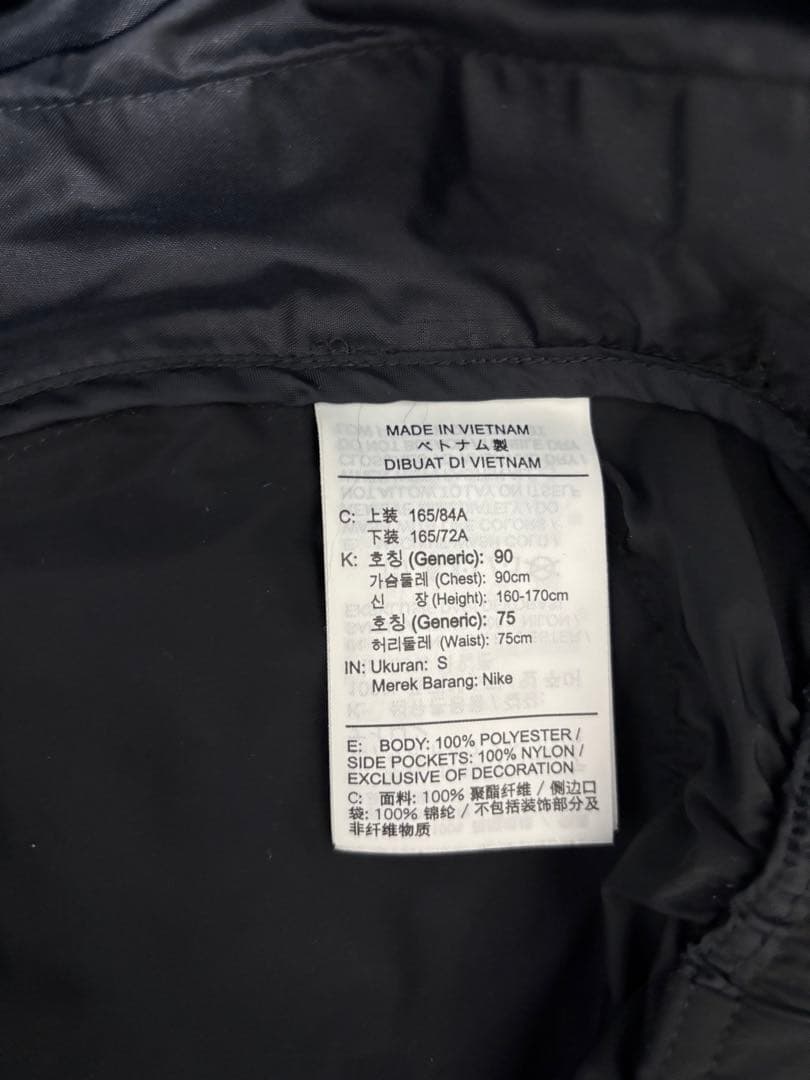 MADE IN VIETNAM
ベトナム製
DIBUAT DI VIETNAM
C: 上装 165/84A
下装 165/72A
K: 호칭 (Generic): 90
가슴둘레 (Chest): 90cm
신 장 (Height): 160-170cm
호칭 (Generic): 75
허리둘레 (Waist): 75cm
IN: Ukuran: S
Merek Barang: Nike
E: BODY: 100% POLYESTER /
SIDE POCKETS: 100% NYLON /
EXCLUSIVE OF DECORATION
C: 面料: 100% 聚酯纤维 / 侧边口
袋: 100% 锦纶 / 不包括装饰部分及
非纤维物质